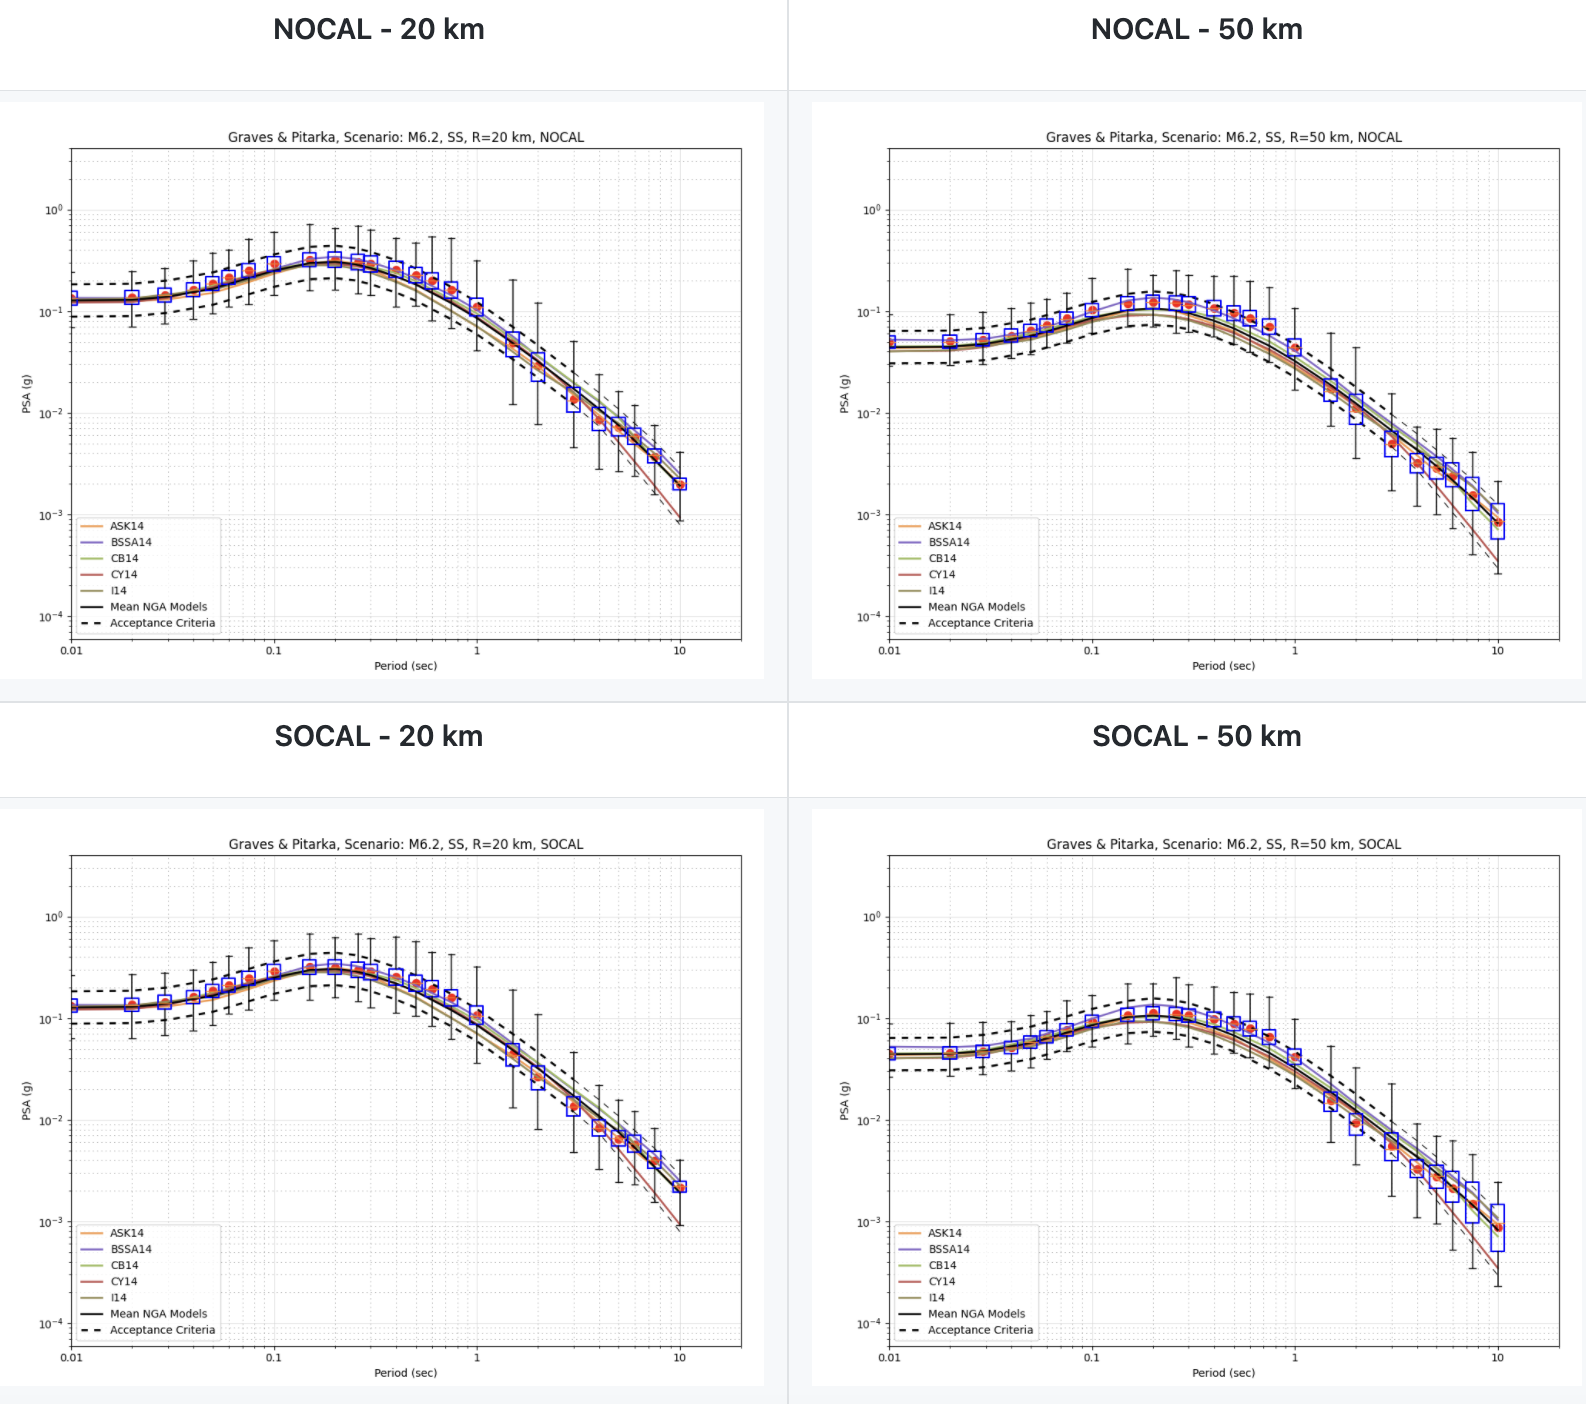 NOCAL - 20 km
NOCAL - 50 km
Graves & Pitarka, Scenario: M6.2, SS, R=20 km, NOCAL
10⁰
10⁻¹
10⁻²
10⁻³
10⁻⁴
PSA (g)
ASK14
BSSA14
CB14
CY14
I14
Mean NGA Models
Acceptance Criteria
0.01 0.1 1 10
Period (sec)
Graves & Pitarka, Scenario: M6.2, SS, R=50 km, NOCAL
10⁰
10⁻¹
10⁻²
10⁻³
10⁻⁴
PSA (g)
ASK14
BSSA14
CB14
CY14
I14
Mean NGA Models
Acceptance Criteria
0.01 0.1 1 10
Period (sec)
SOCAL - 20 km
SOCAL - 50 km
Graves & Pitarka, Scenario: M6.2, SS, R=20 km, SOCAL
10⁰
10⁻¹
10⁻²
10⁻³
10⁻⁴
PSA (g)
ASK14
BSSA14
CB14
CY14
I14
Mean NGA Models
Acceptance Criteria
0.01 0.1 1 10
Period (sec)
Graves & Pitarka, Scenario: M6.2, SS, R=50 km, SOCAL
10⁰
10⁻¹
10⁻²
10⁻³
10⁻⁴
PSA (g)
ASK14
BSSA14
CB14
CY14
I14
Mean NGA Models
Acceptance Criteria
0.01 0.1 1 10
Period (sec)